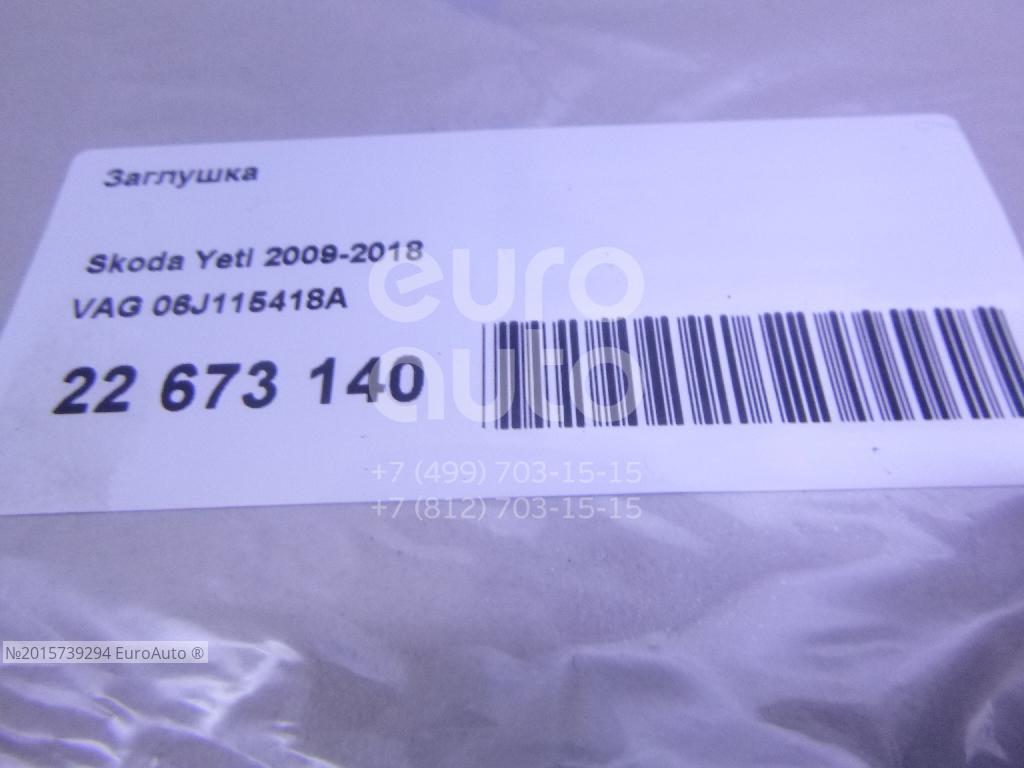 Заглушка
Skoda Yeti 2009-2018
VAG 06J115418A
22 673 140
euro
auto
+7 (499) 703-15-15
+7 (812) 703-15-15
№2015739294 EuroAuto ®